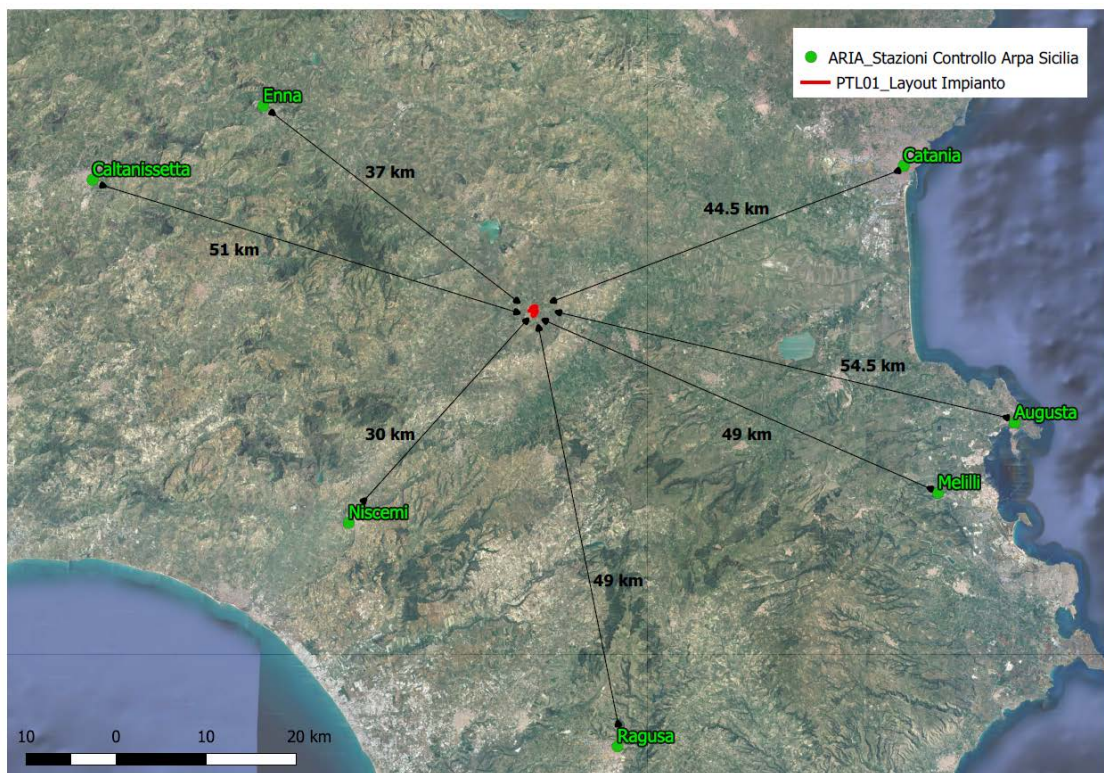 ARIA_Stazioni Controllo Arpa Sicilia
PTL01_Layout Impianto
Enna
Catania
Caltanissetta
37 km
44.5 km
51 km
54.5 km
Augusta
30 km
49 km
Melilli
Niscemi
49 km
Ragusa
10 0 10 20 km